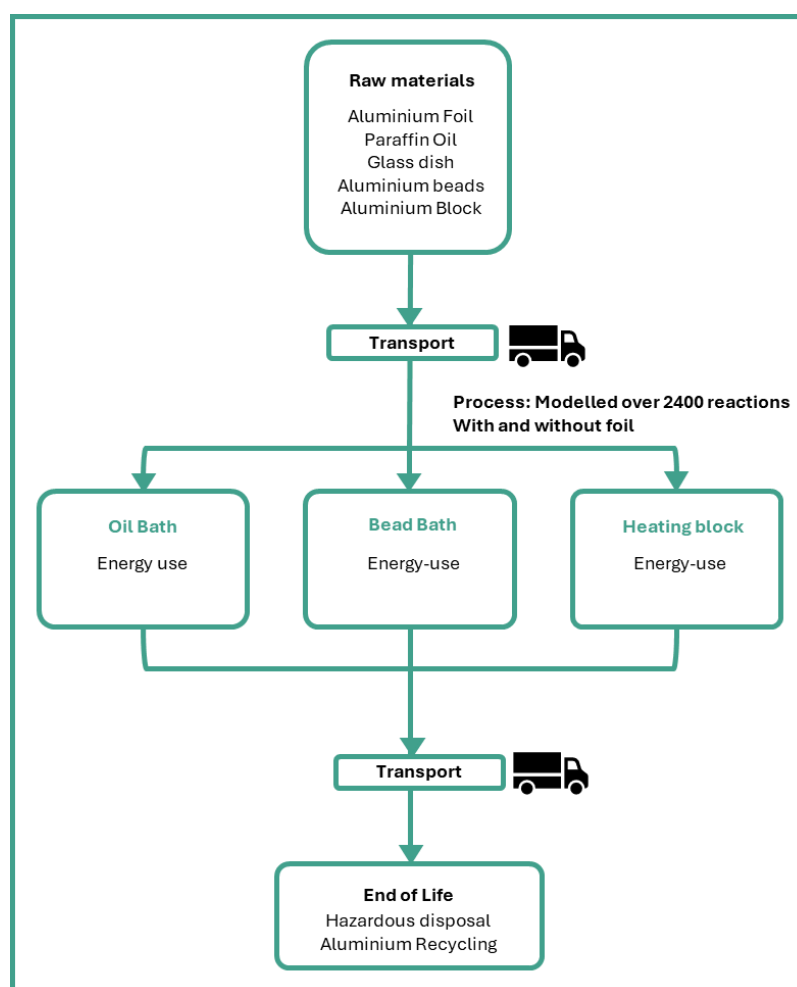 Raw materials
Aluminium Foil
Paraffin Oil
Glass dish
Aluminium beads
Aluminium Block
Transport
Process: Modelled over 2400 reactions
With and without foil
Oil Bath
Energy use
Bead Bath
Energy-use
Heating block
Energy-use
Transport
End of Life
Hazardous disposal
Aluminium Recycling